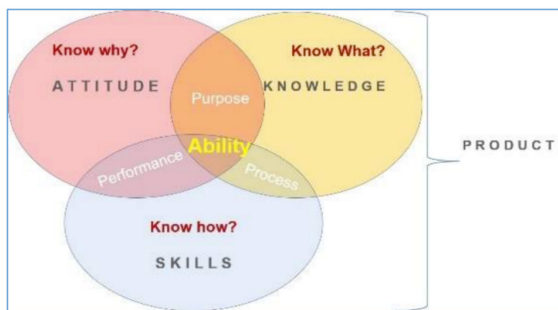 Know why?
Know What?
ATTITUDE
KNOWLEDGE
Purpose
Ability
PRODUCT
Performance
Process
Know how?
SKILLS